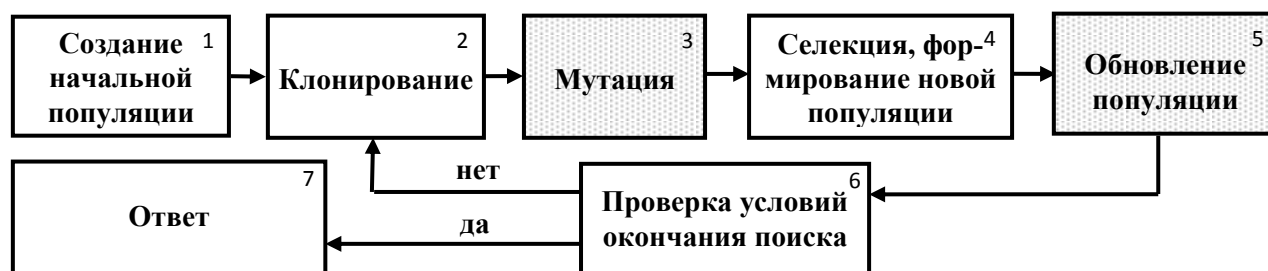 1
Создание
начальной
популяции
2
Клонирование
3
Мутация
4
Селекция, фор-
мирование новой
популяции
5
Обновление
популяции
нет
да
6
Проверка условий
окончания поиска
7
Ответ